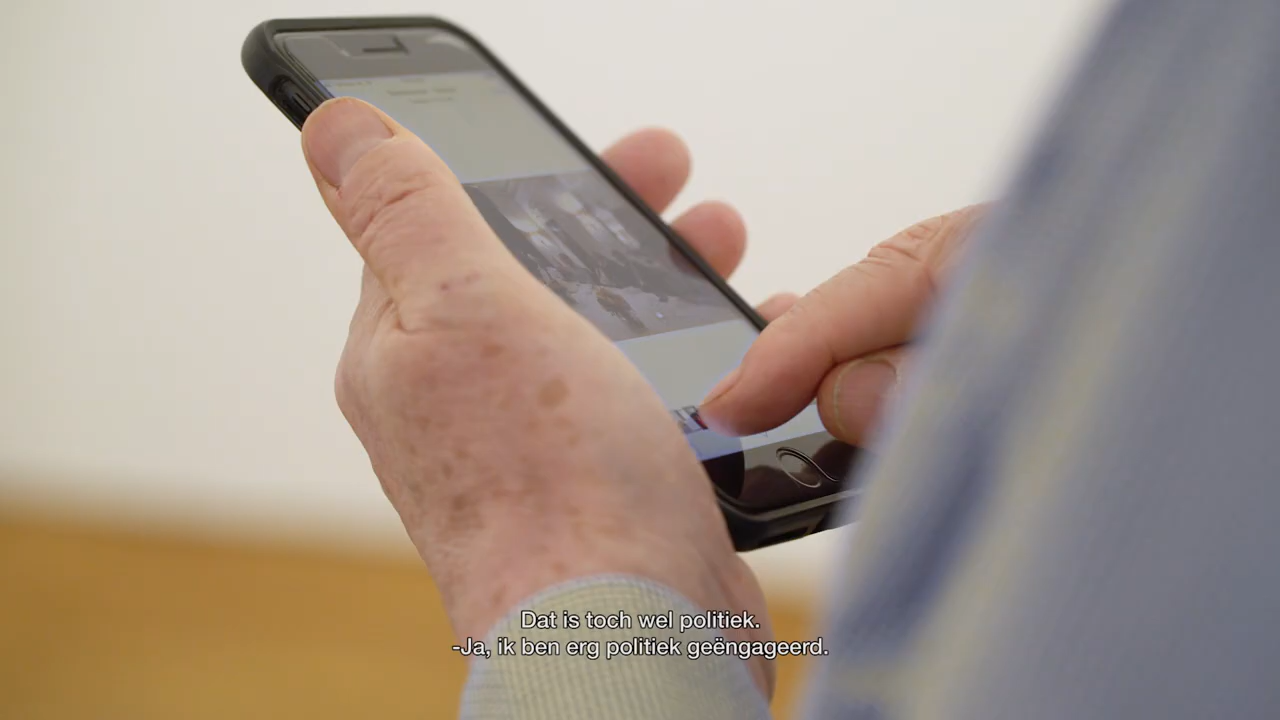 Dat is toch wel politiek.
-Ja, ik ben erg politiek geëngageerd.